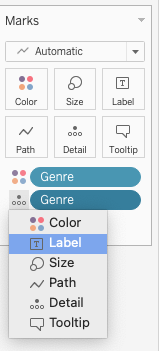 Marks
Automatic
Color Size Label
Path Detail Tooltip
Genre
Genre
Color
T Label
Size
Path
Detail
Tooltip